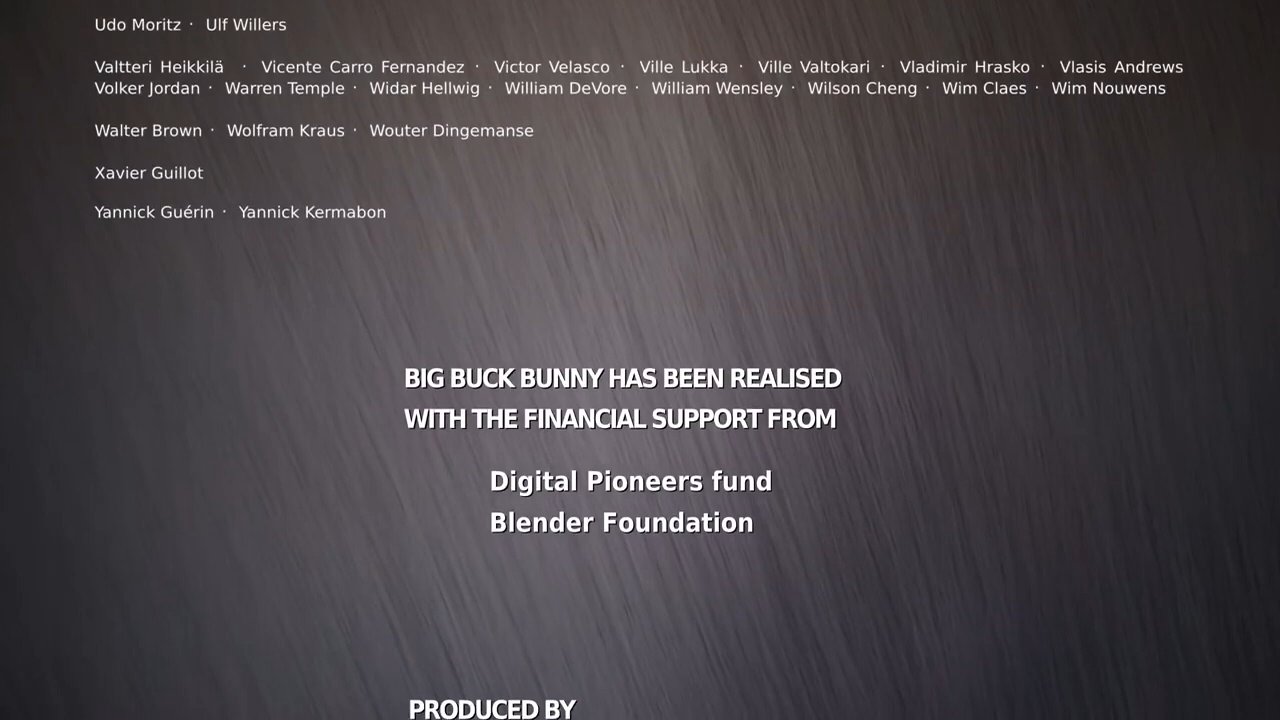 Udo Moritz · Ulf Willers
Valtteri Heikkilä · Vicente Carro Fernandez · Victor Velasco · Ville Lukka · Ville Valtokari · Vladimir Hrasko · Vlasis Andrews
Volker Jordan · Warren Temple · Widar Hellwig · William DeVore · William Wensley · Wilson Cheng · Wim Claes · Wim Nouwens
Walter Brown · Wolfram Kraus · Wouter Dingemanse
Xavier Guillot
Yannick Guérin · Yannick Kermabon
BIG BUCK BUNNY HAS BEEN REALISED
WITH THE FINANCIAL SUPPORT FROM
Digital Pioneers fund
Blender Foundation
PRODUCED BY